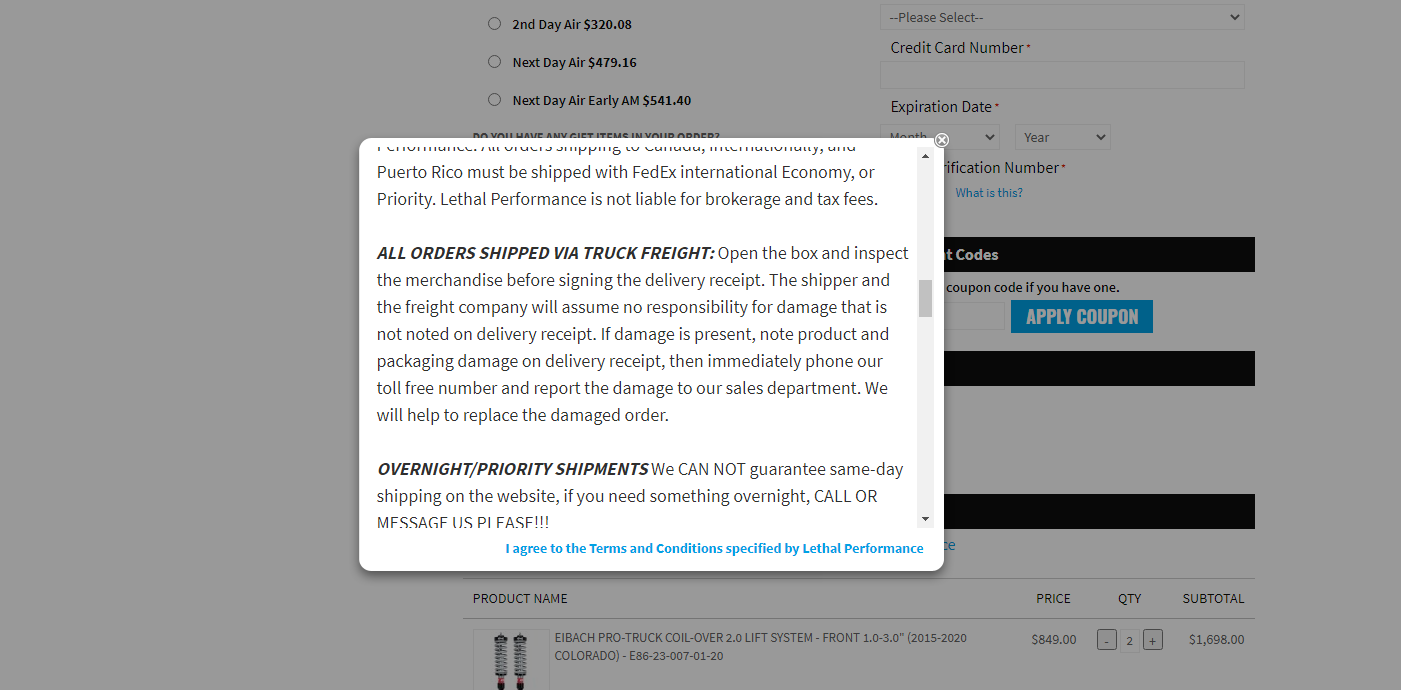 2nd Day Air $320.08
Next Day Air $479.16
Next Day Air Early AM $541.40
DO YOU HAVE ANY GIFT ITEMS IN YOUR ORDER?
--Please Select--
Credit Card Number *
Expiration Date *
Month
Year
rification Number *
What is this?
t Codes
coupon code if you have one.
APPLY COUPON
Performance. All orders shipping to Canada, internationally, and
Puerto Rico must be shipped with FedEx international Economy, or
Priority. Lethal Performance is not liable for brokerage and tax fees.
ALL ORDERS SHIPPED VIA TRUCK FREIGHT: Open the box and inspect
the merchandise before signing the delivery receipt. The shipper and
the freight company will assume no responsibility for damage that is
not noted on delivery receipt. If damage is present, note product and
packaging damage on delivery receipt, then immediately phone our
toll free number and report the damage to our sales department. We
will help to replace the damaged order.
OVERNIGHT/PRIORITY SHIPMENTS We CAN NOT guarantee same-day
shipping on the website, if you need something overnight, CALL OR
MESSAGE US PLEASE!!!
I agree to the Terms and Conditions specified by Lethal Performance
ce
PRODUCT NAME PRICE QTY SUBTOTAL
EIBACH PRO-TRUCK COIL-OVER 2.0 LIFT SYSTEM - FRONT 1.0-3.0" (2015-2020
COLORADO) - E86-23-007-01-20
$849.00 - 2 + $1,698.00